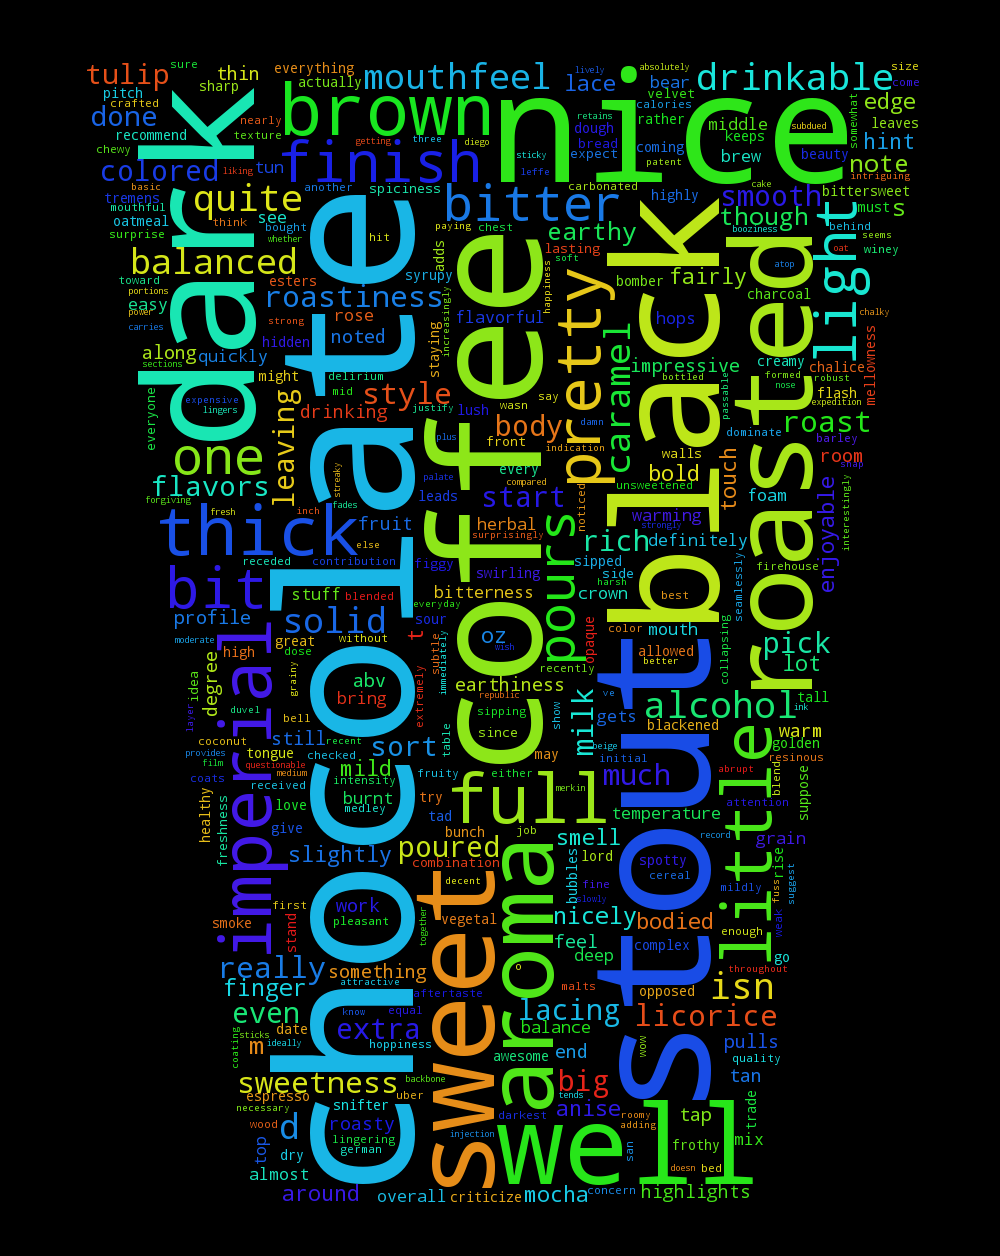 sure
everything
lively
absolutely
size
tulip
thin
mouthfeel
lace
bear
drinkable
come
pitch
sharp
actually
velvet
edge
crafted
brown
nice
retains
calories
somewhat
done
nearly
dough
rather
middle
subdued
leaves
recommend
texture
getting
three
diego
bread
coming
keeps
hint
chewy
finish
sticky
expect
patent
brew
beauty
note
colored
liking
tun
leffe
cake
intriguing
basic
another
spiciness
carbonated
highly
smooth
bittersweet
tremens
quite
bitter
must
s
mouthful
oatmeal
think
see
bought
chest
booziness
though
behind
surprise
whether
hit
paying
earthy
light
seems
dark
adds
lasting
oat
winey
balanced
soft
toward
esters
syrupy
happiness
bomber
fairly
atop
portions
easy
roastiness
increasingly
charcoal
power
strong
rose
flavorful
pretty
hops
chalky
carries
hidden
noted
staying
caramel
along
quickly
mellowness
sections
might
delirium
impressive
creamy
chalice
mid
bottled
formed
robust
expensive
style
justify
lush
wasn
say
passable
nose
flash
lingers
drinking
plus
body
damn
expedition
everyone
leaving
front
indication
walls
dominate
roast
one
every
barley
streaky
palate
compared
bold
touch
room
snap
flavors
fades
leads
start
noticed
unsweetened
foam
enjoyable
interestingly
forgiving
fresh
inch
thick
fruit
herbal
pours
warming
strongly
surprisingly
rich
definitely
else
receded
contribution
figgy
swirling
sipped
side
harsh
crown
seamlessly
firehouse
bit
stuff
blended
bitterness
best
everyday
profile
solid
sour
oz
color
mouth
collapsing
moderate
great
without
t
subtle
immediately
wish
opaque
allowed
better
pick
high
dose
grainy
recently
lot
idea
degree
imperial
abv
bring
earthiness
republic
layer
duvel
extremely
sipping
show
milk
ve
gets
alcohol
tall
ink
coconut
bell
still
recent
since
beige
blackened
warm
golden
provides
tongue
checked
sort
table
may
initial
little
film
questionable
medium
mild
fruity
either
much
abrupt
blend
resinous
coats
received
intensity
full
merkin
attention
suppose
healthy
freshness
love
burnt
try
temperature
give
medley
tad
job
record
slightly
poured
bunch
smell
grain
combination
lord
spotty
rise
decent
bubbles
fine
cereal
mildly
fuss
suggest
first
work
slowly
smoke
stand
pleasant
vegetal
nicely
bodied
weak
together
enough
complex
feel
deep
go
really
something
o
throughout
finger
attractive
aftertaste
malts
opposed
isn
even
know
equal
lacing
licorice
coating
sticks
date
extra
balance
wow
pulls
m
ideally
hoppiness
awesome
end
quality
sweetness
backbone
big
tan
espresso
uber
tends
necessary
snifter
darkest
anise
tap
trade
wood
roasty
injection
roomy
adding
d
lingering
san
frothy
mix
top
dry
german
doesn
bed
almost
around
overall
criticize
mocha
concern
highlights
chocolate
coffee
black
roasted
stout
sweet
aroma
well